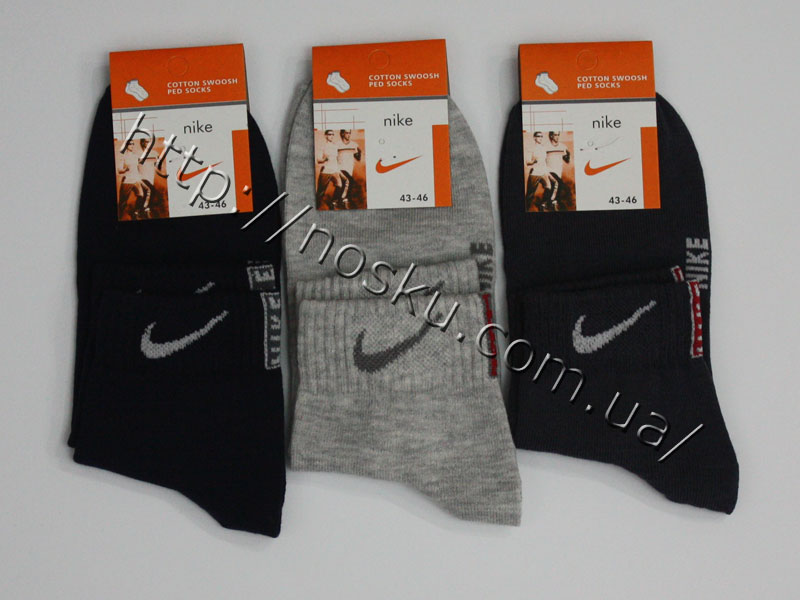 COTTON SWOOSH
PED SOCKS
nike
43-46
COTTON SWOOSH
PED SOCKS
nike
43-46
COTTON SWOOSH
PED SOCKS
nike
43-46
NIKE
NIKE
NIKE
http://nosku.com.ua/